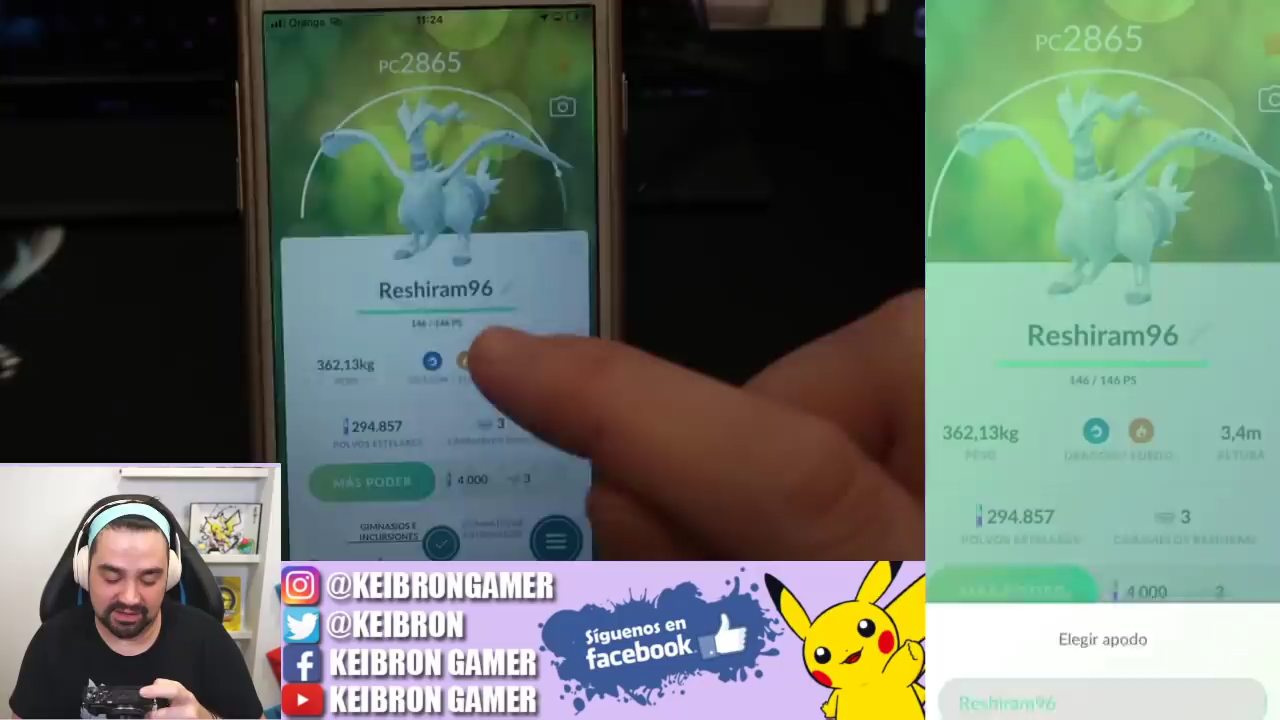 Orange
11:24
PC2865
Reshiram96
146 / 146 PS
362,13kg
PESO
294.857
POLVOS ESTELARES
3
MÁS PODER
4 000
3
GIMNASIOS E
INCURSIONES
PC2865
Reshiram96
146 / 146 PS
362,13kg
PESO
DRAGÓN / FUEGO
3,4m
ALTURA
294.857
POLVOS ESTELARES
3
CARAMELOS RESHIRAM
4 000
3
Elegir apodo
Reshiram96
@KEIBRONGAMER
@KEIBRON
KEIBRON GAMER
KEIBRON GAMER
Síguenos en
facebook